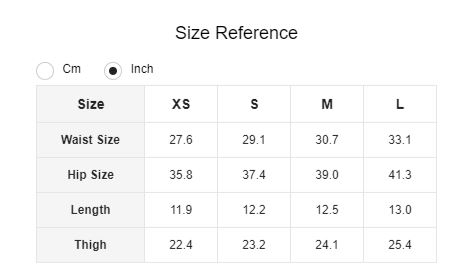 Size Reference
Cm Inch
Size XS S M L
Waist Size 27.6 29.1 30.7 33.1
Hip Size 35.8 37.4 39.0 41.3
Length 11.9 12.2 12.5 13.0
Thigh 22.4 23.2 24.1 25.4